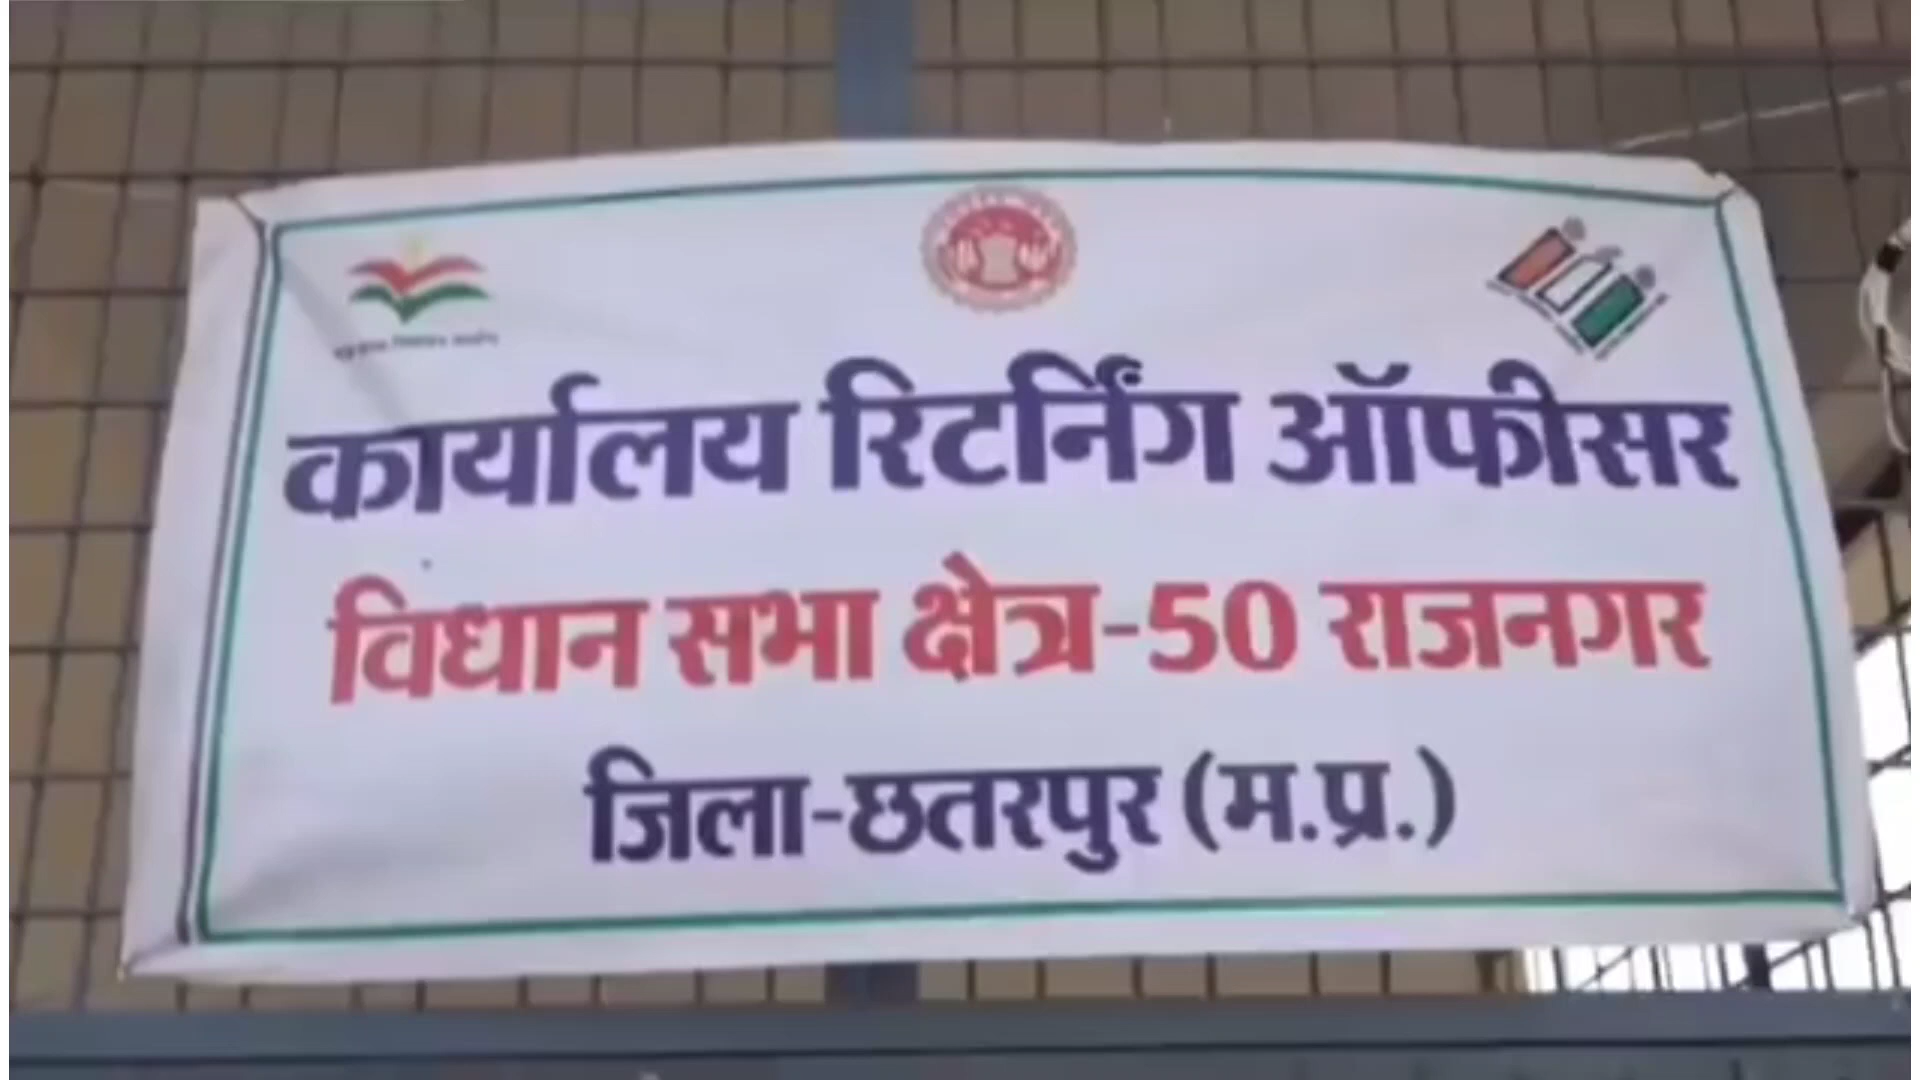 कार्यालय रिटर्निंग ऑफीसर
विधान सभा क्षेत्र-50 राजनगर
जिला-छतरपुर (म.प्र.)